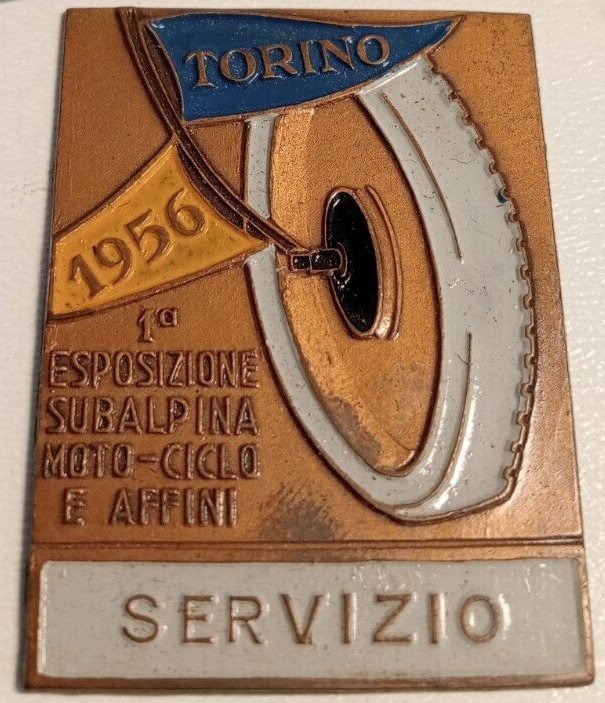 TORINO
1956
1ª
ESPOSIZIONE
SUBALPINA
MOTO-CICLO
E AFFINI
SERVIZIO